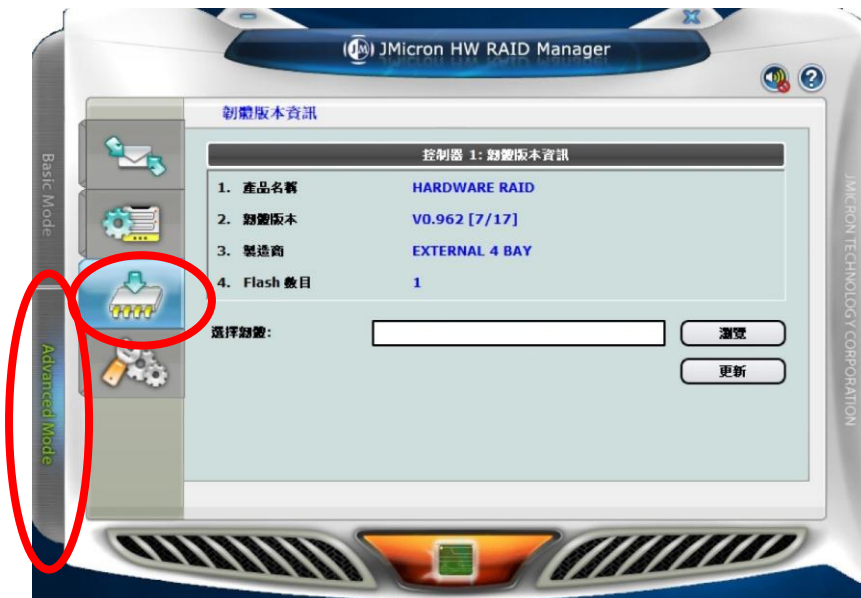 JM JMicron HW RAID Manager
韌體版本資訊
控制器 1: 韌體版本資訊
1. 產品名稱 HARDWARE RAID
2. 韌體版本 V0.962 [7/17]
3. 製造商 EXTERNAL 4 BAY
4. Flash 數目 1
選擇韌體: 瀏覽
更新
Basic Mode
Advanced Mode
JMICRON TECHNOLOGY CORPORATION